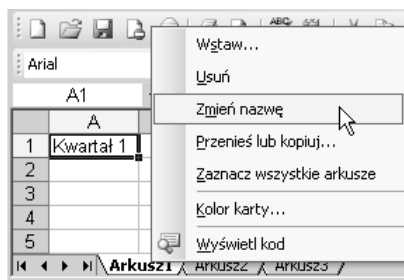 ABC
Wstaw...
Arial
Usuń
A1
Zmień nazwę
A
1 Kwartał 1
Przenieś lub kopiuj...
2
Zaznacz wszystkie arkusze
3
4
Kolor karty...
5
Wyświetl kod
Arkusz1 Arkusz2 Arkusz3